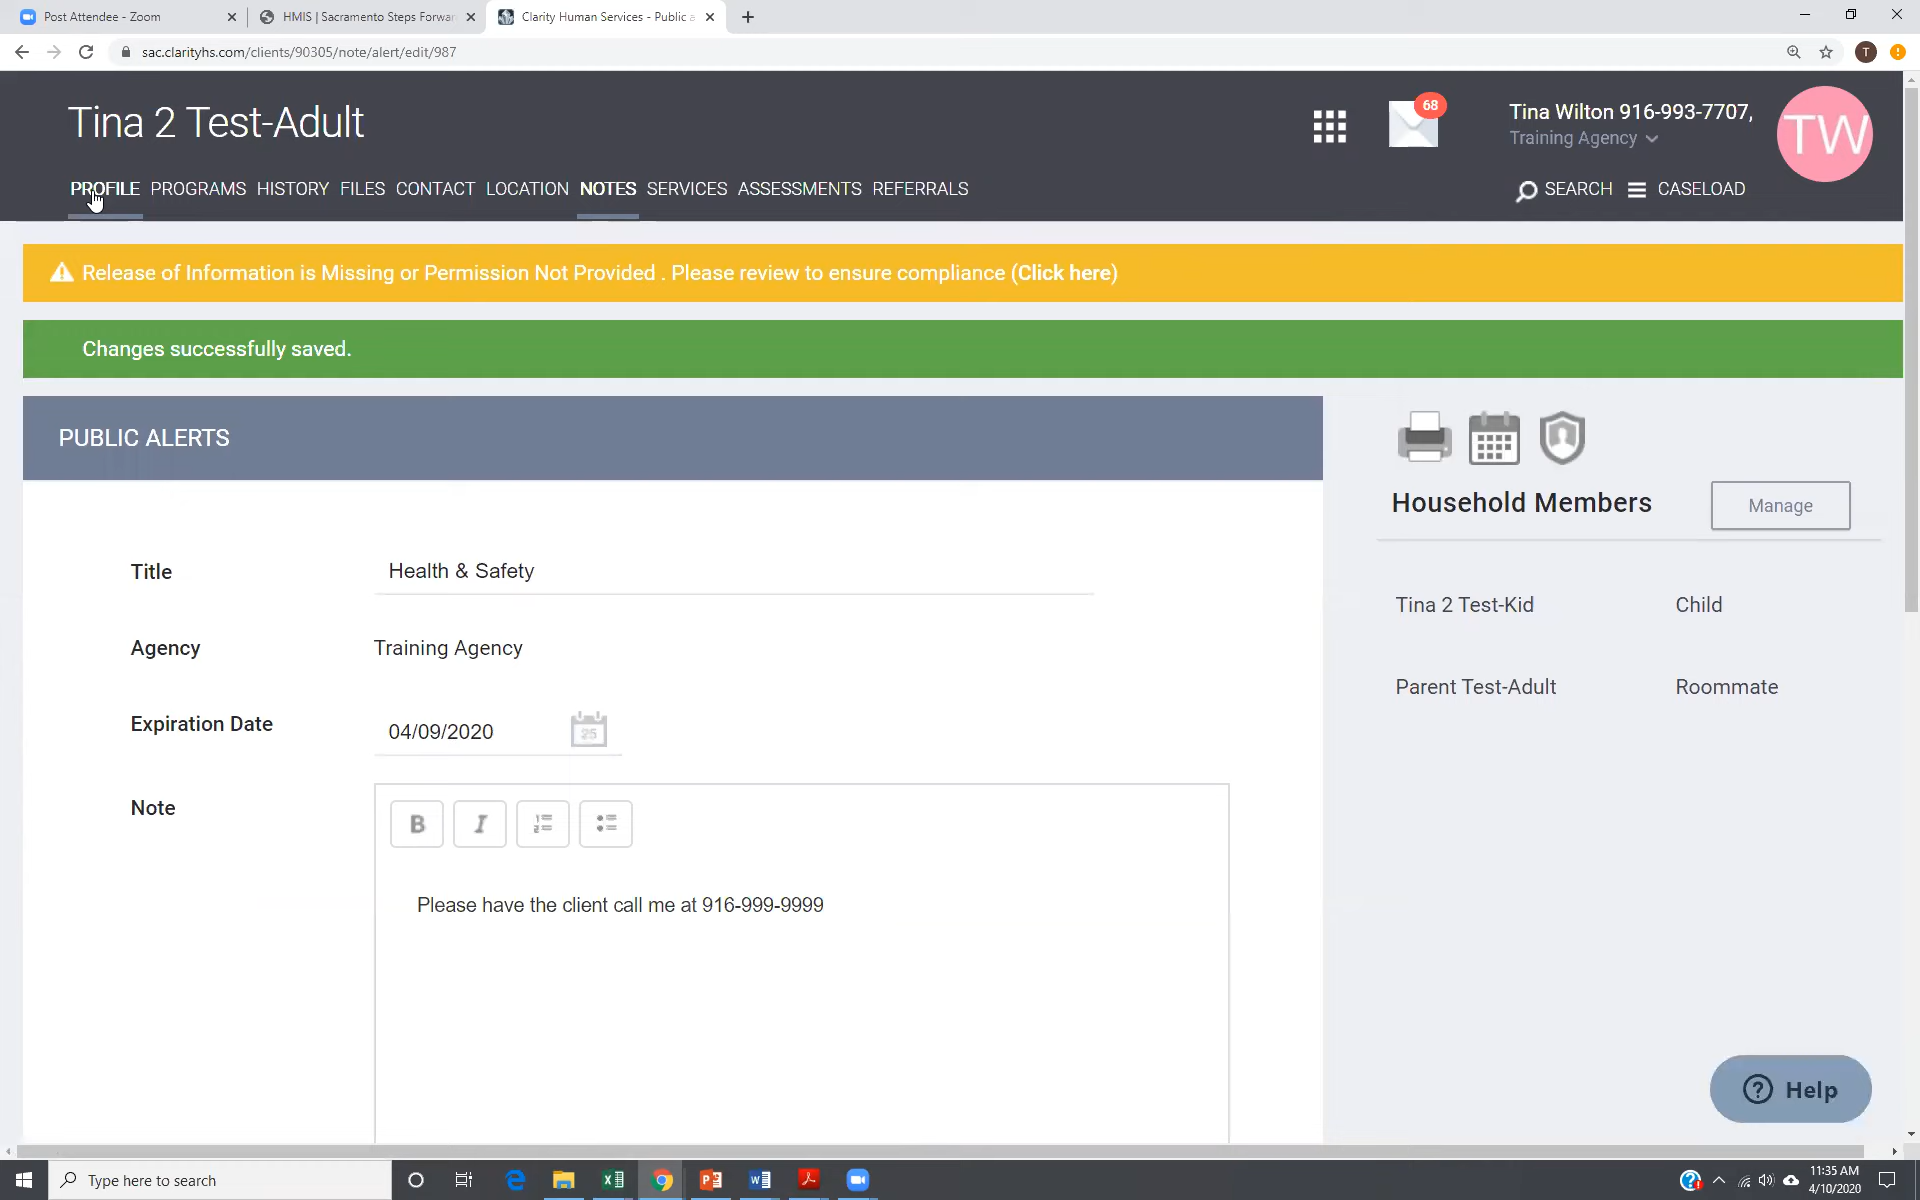 Post Attendee - Zoom
HMIS | Sacramento Steps Forwar
Clarity Human Services - Public a
sac.clarityhs.com/clients/90305/note/alert/edit/987
T
Tina 2 Test-Adult
68
Tina Wilton 916-993-7707,
Training Agency
TW
PROFILE PROGRAMS HISTORY FILES CONTACT LOCATION NOTES SERVICES ASSESSMENTS REFERRALS
SEARCH CASELOAD
Release of Information is Missing or Permission Not Provided . Please review to ensure compliance (Click here)
Changes successfully saved.
PUBLIC ALERTS
Title Health & Safety
Agency Training Agency
Expiration Date 04/09/2020 25
Note
B I
Please have the client call me at 916-999-9999
Household Members Manage
Tina 2 Test-Kid Child
Parent Test-Adult Roommate
Help
Type here to search
11:35 AM
4/10/2020